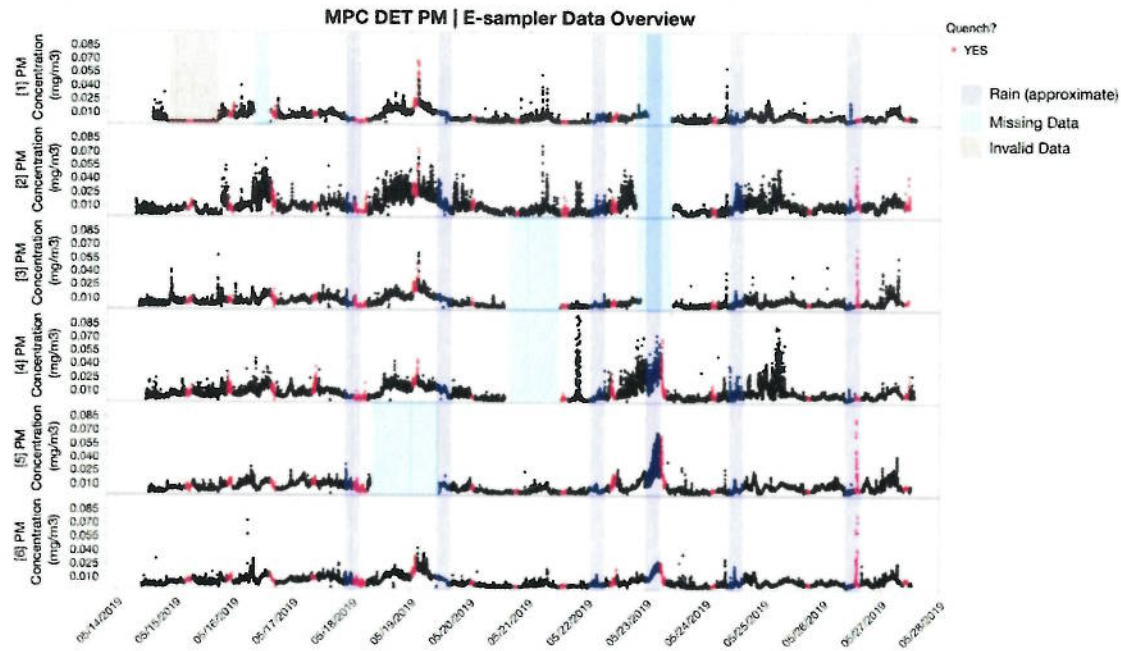 MPC DET PM | E-sampler Data Overview
Quench?
YES
Rain (approximate)
Missing Data
Invalid Data
[1] PM
Concentration
(mg/m3)
0.085
0.070
0.055
0.040
0.025
0.010
[2] PM
Concentration
(mg/m3)
0.085
0.070
0.055
0.040
0.025
0.010
[3] PM
Concentration
(mg/m3)
0.085
0.070
0.055
0.040
0.025
0.010
[4] PM
Concentration
(mg/m3)
0.085
0.070
0.055
0.040
0.025
0.010
[5] PM
Concentration
(mg/m3)
0.085
0.070
0.055
0.040
0.025
0.010
[6] PM
Concentration
(mg/m3)
0.085
0.070
0.055
0.040
0.025
0.010
05/14/2019
05/15/2019
05/16/2019
05/17/2019
05/18/2019
05/19/2019
05/20/2019
05/21/2019
05/22/2019
05/23/2019
05/24/2019
05/25/2019
05/26/2019
05/27/2019
05/28/2019